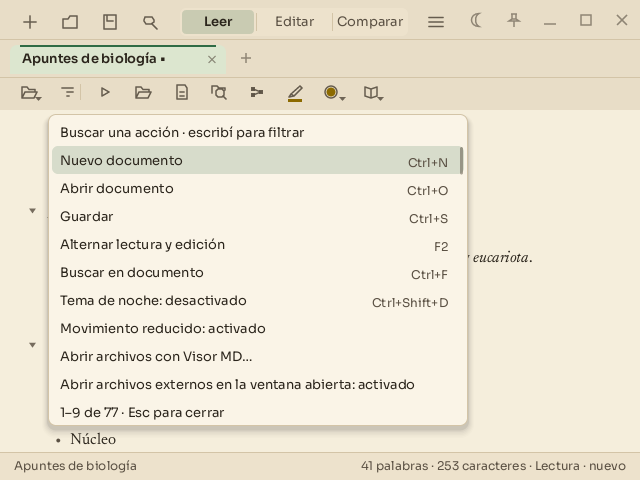 Leer Editar Comparar
Apuntes de biología •
Buscar una acción · escribí para filtrar
Nuevo documento Ctrl+N
Abrir documento Ctrl+O
Guardar Ctrl+S
Alternar lectura y edición F2
y eucariota.
Buscar en documento Ctrl+F
Tema de noche: desactivado Ctrl+Shift+D
Movimiento reducido: activado
Abrir archivos con Visor MD...
Abrir archivos externos en la ventana abierta: activado
1–9 de 77 · Esc para cerrar
• Núcleo
Apuntes de biología 41 palabras · 253 caracteres · Lectura · nuevo